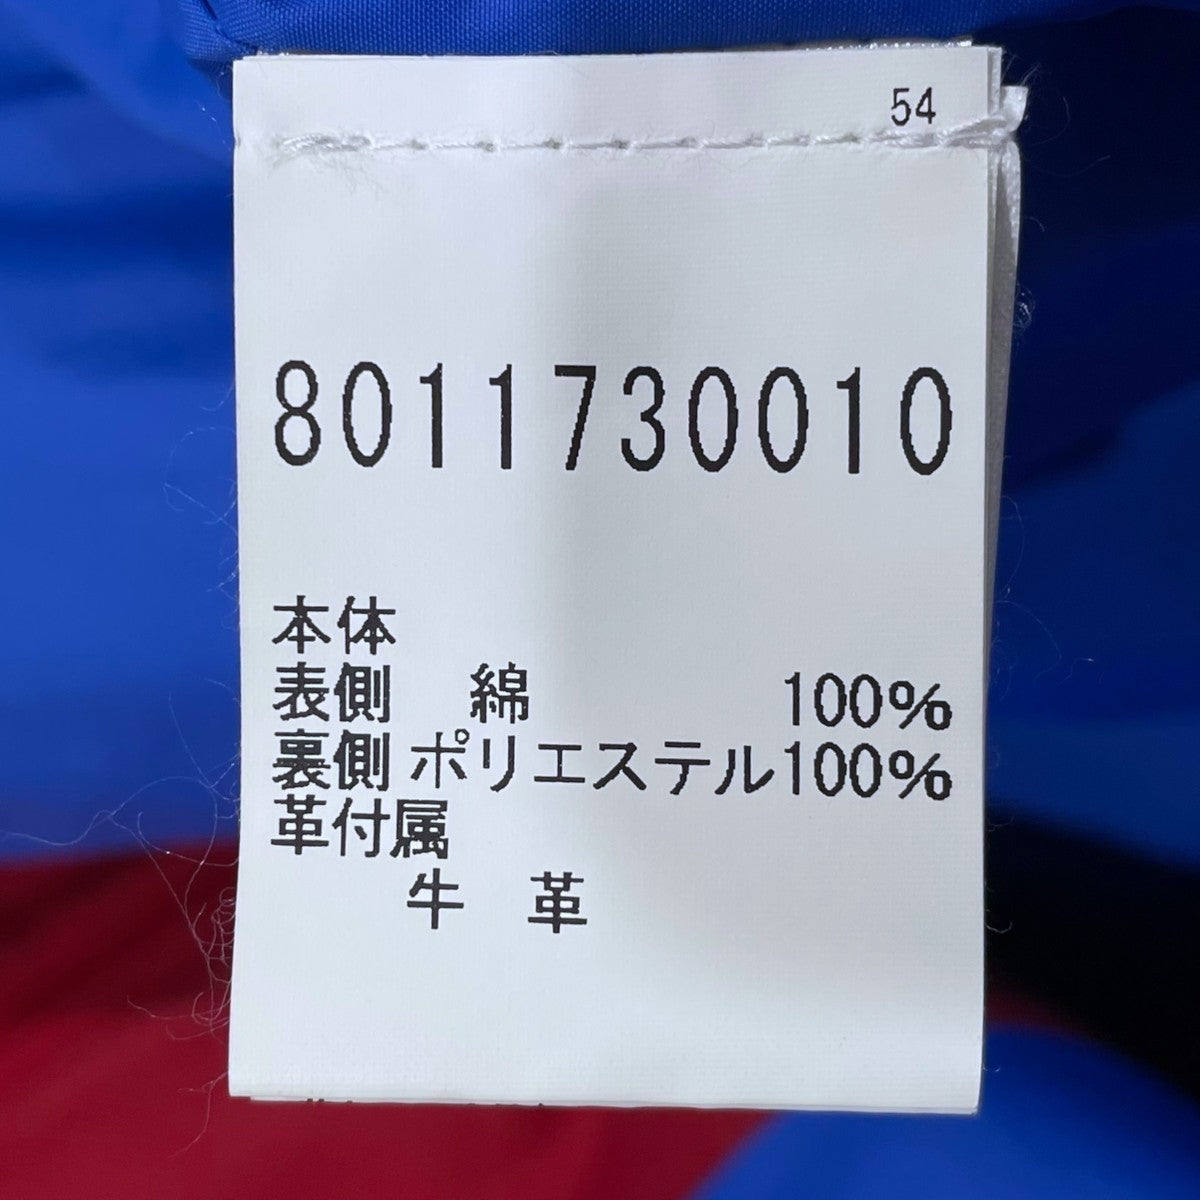 54
8011730010
本体
表側 綿 100%
裏側 ポリエステル100%
革付属
牛 革